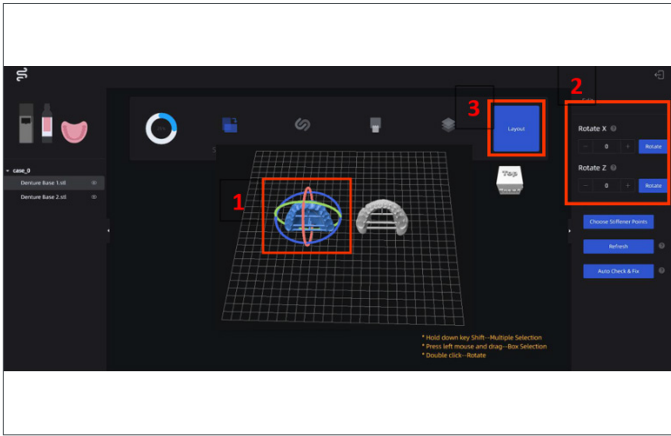 3
2
Layout
Top
Rotate X
- 0 + Rotate
Rotate Z
- 0 + Rotate
case_0
Denture Base 1.stl
Denture Base 2.stl
1
Choose Stiffener Points
Refresh
Auto Check & Fix
* Hold down key Shift--Multiple Selection
* Press left mouse and drag--Box Selection
* Double click--Rotate